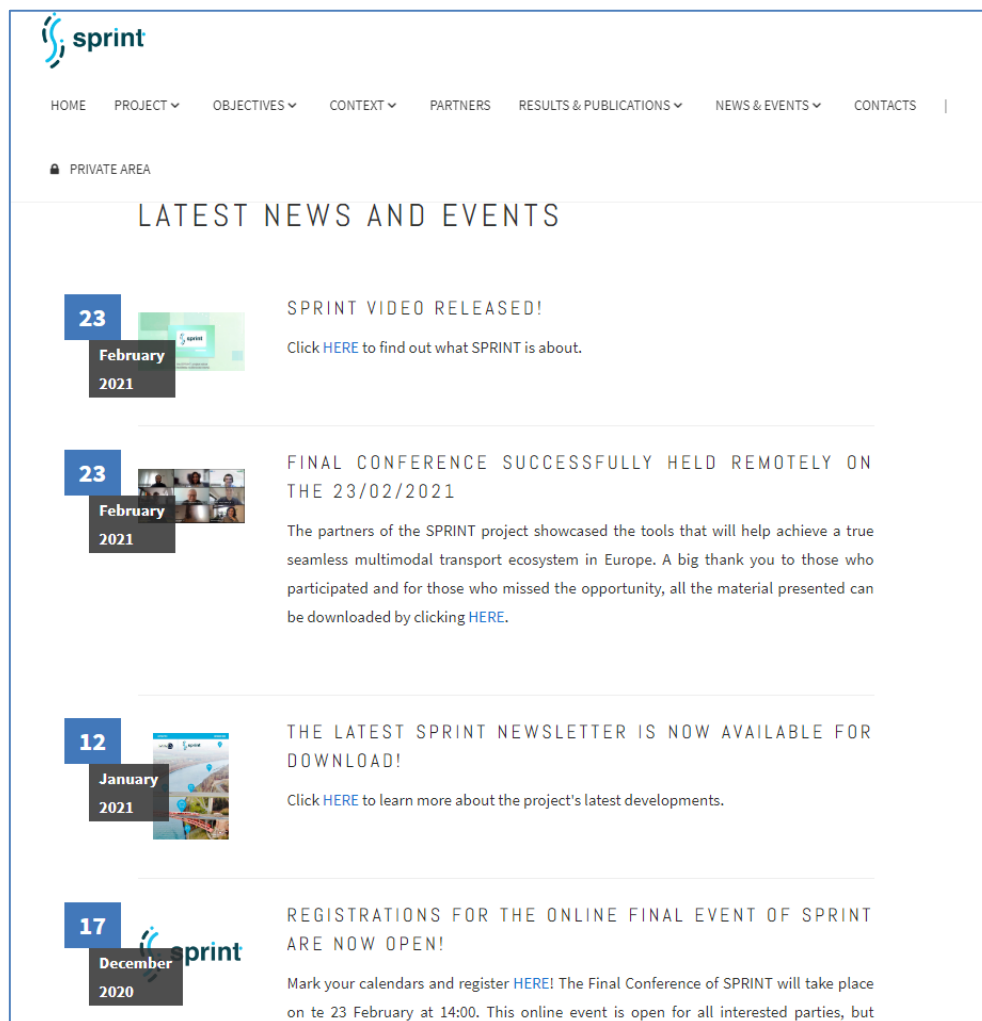 sprint
HOME PROJECT OBJECTIVES CONTEXT PARTNERS RESULTS & PUBLICATIONS NEWS & EVENTS CONTACTS |
PRIVATE AREA
LATEST NEWS AND EVENTS
23
February
2021
sprint
SPRINT VIDEO RELEASED!
Click HERE to find out what SPRINT is about.
23
February
2021
FINAL CONFERENCE SUCCESSFULLY HELD REMOTELY ON
THE 23/02/2021
The partners of the SPRINT project showcased the tools that will help achieve a true
seamless multimodal transport ecosystem in Europe. A big thank you to those who
participated and for those who missed the opportunity, all the material presented can
be downloaded by clicking HERE.
12
January
2021
sprint
THE LATEST SPRINT NEWSLETTER IS NOW AVAILABLE FOR
DOWNLOAD!
Click HERE to learn more about the project's latest developments.
17
December
2020
sprint
REGISTRATIONS FOR THE ONLINE FINAL EVENT OF SPRINT
ARE NOW OPEN!
Mark your calendars and register HERE! The Final Conference of SPRINT will take place
on te 23 February at 14:00. This online event is open for all interested parties, but